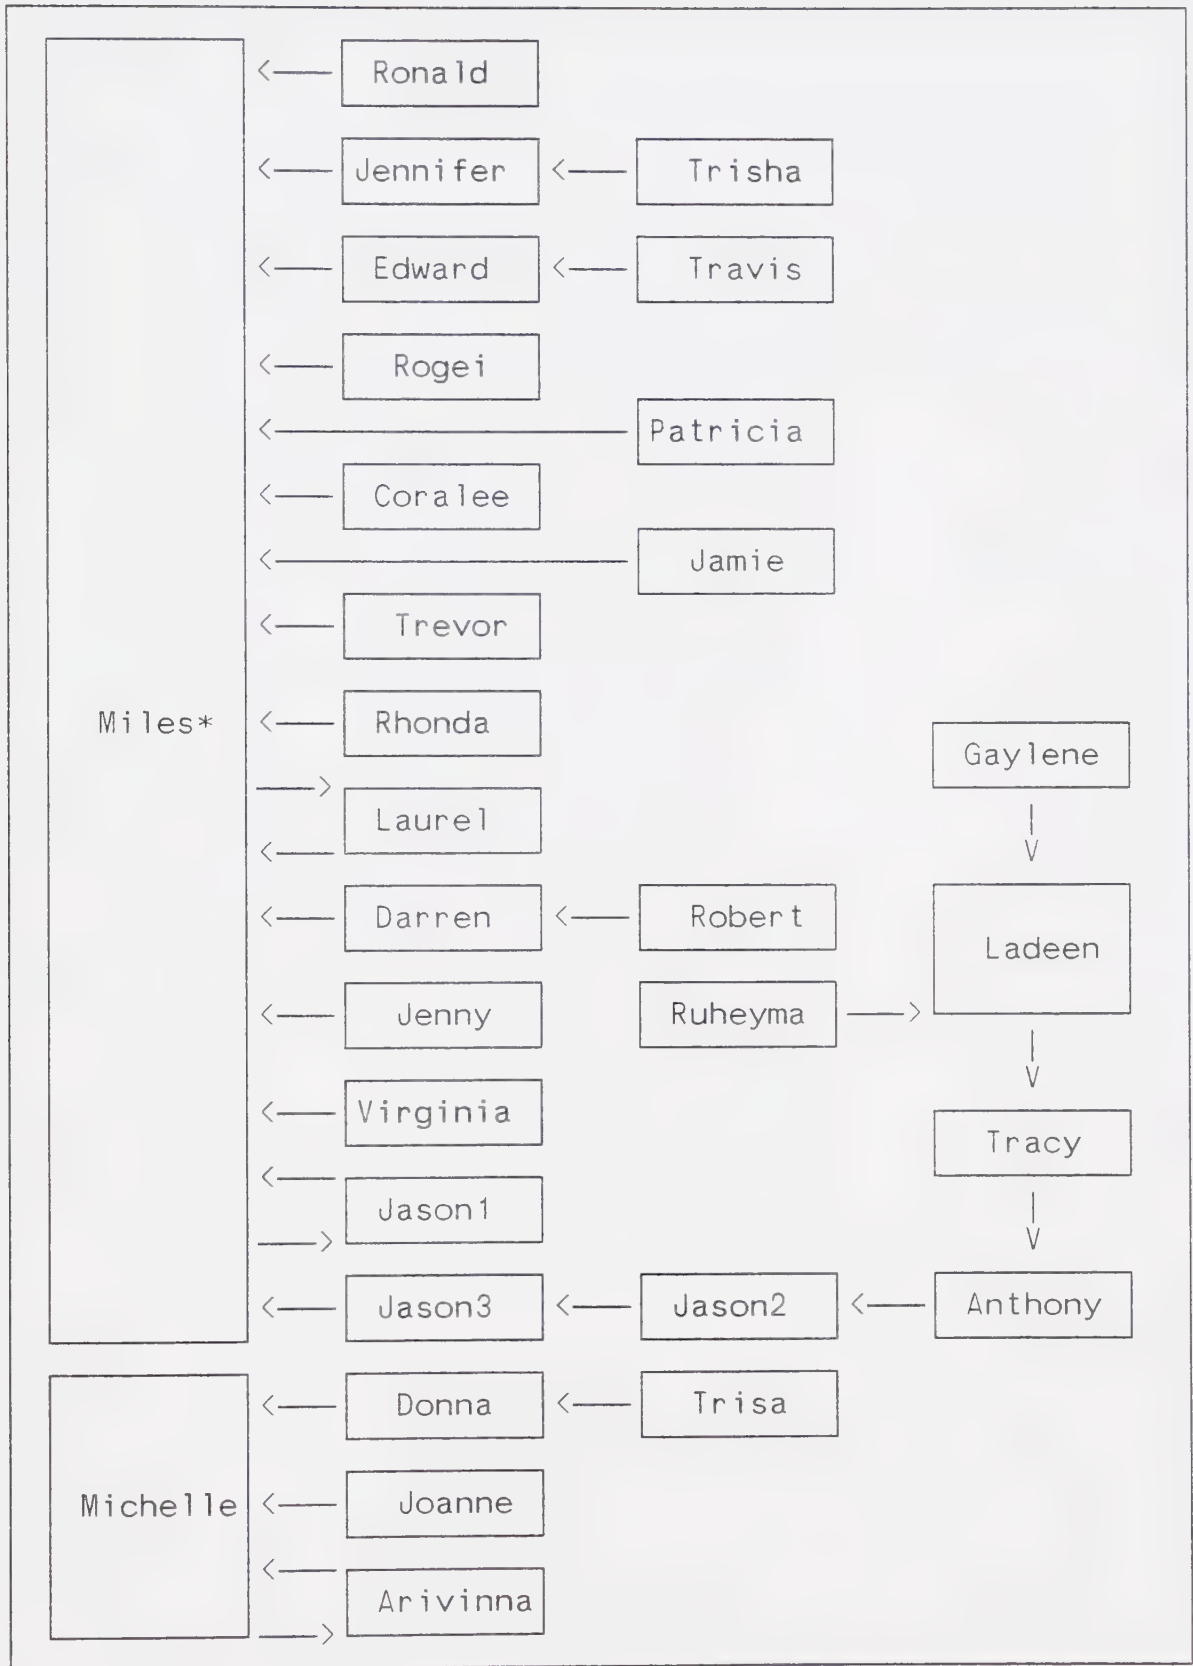 Ronald
Jennifer Trisha
Edward Travis
Rogei
Patricia
Coralee
Jamie
Trevor
Miles* Rhonda
Gaylene
Laurel
Darren Robert
Ladeen
Jenny Ruheyma
Virginia
Tracy
Jason1
Jason3 Jason2 Anthony
Donna Trisa
Michelle Joanne
Arivinna